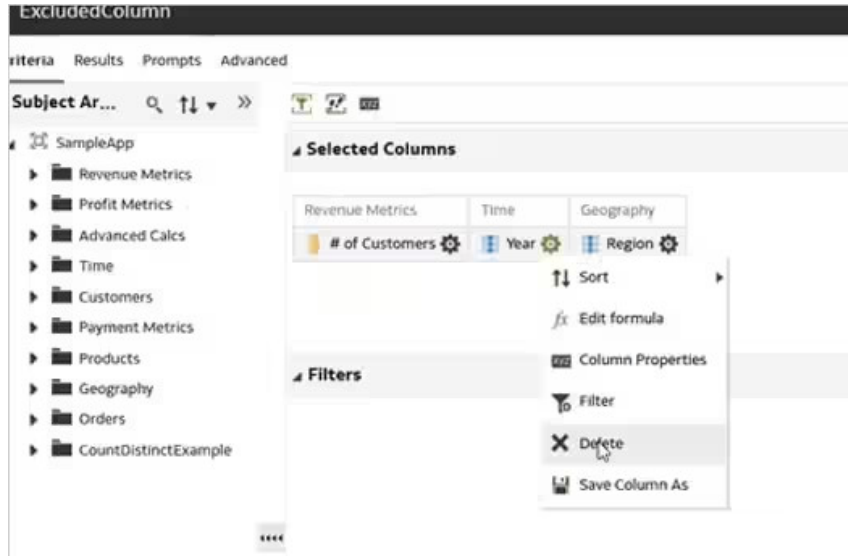 ExcludedColumn
riteria Results Prompts Advanced
Subject Ar...
SampleApp
Revenue Metrics
Profit Metrics
Advanced Calcs
Time
Customers
Payment Metrics
Products
Geography
Orders
CountDistinctExample
Selected Columns
Revenue Metrics Time Geography
# of Customers Year Region
Sort
fx Edit formula
xyz Column Properties
Filter
Delete
Save Column As
Filters